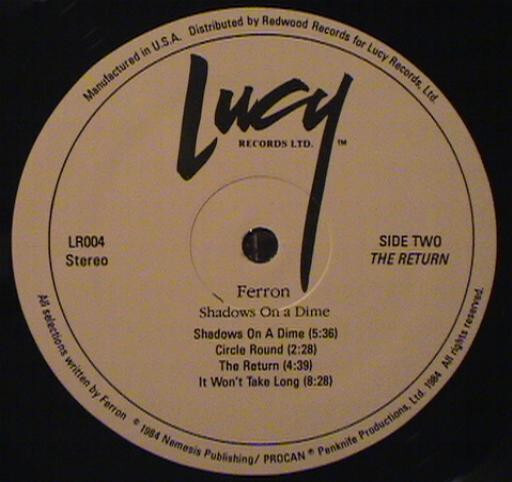 Manufactured in U.S.A. Distributed by Redwood Records for Lucy Records, Ltd.
Lucy
RECORDS LTD. ™
LR004
Stereo
SIDE TWO
THE RETURN
Ferron
Shadows On a Dime
Shadows On A Dime (5:36)
Circle Round (2:28)
The Return (4:39)
It Won't Take Long (8:28)
All selections written by Ferron © 1984 Nemesis Publishing/ PROCAN ® Penknife Productions, Ltd. 1984 All rights reserved.